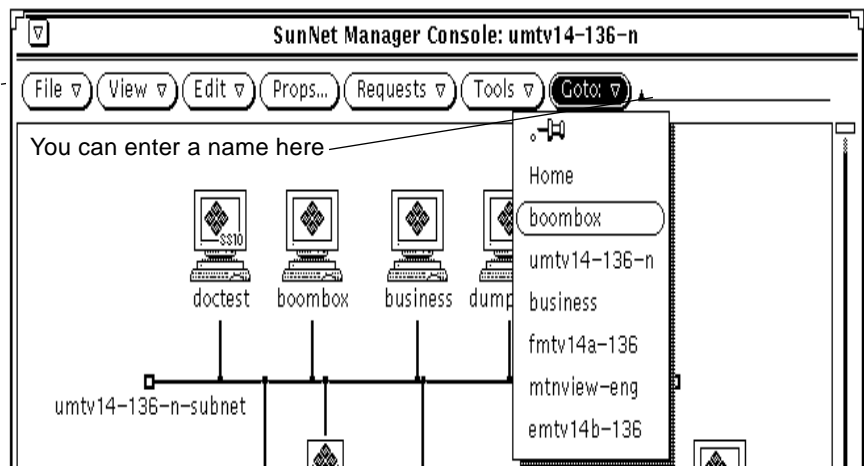 SunNet Manager Console: umtv14-136-n
File View Edit Props... Requests Tools Goto:
You can enter a name here
Home
boombox
umtv14-136-n
business
fmtv14a-136
mtnview-eng
emtv14b-136
SS10
doctest boombox business dump
umtv14-136-n-subnet